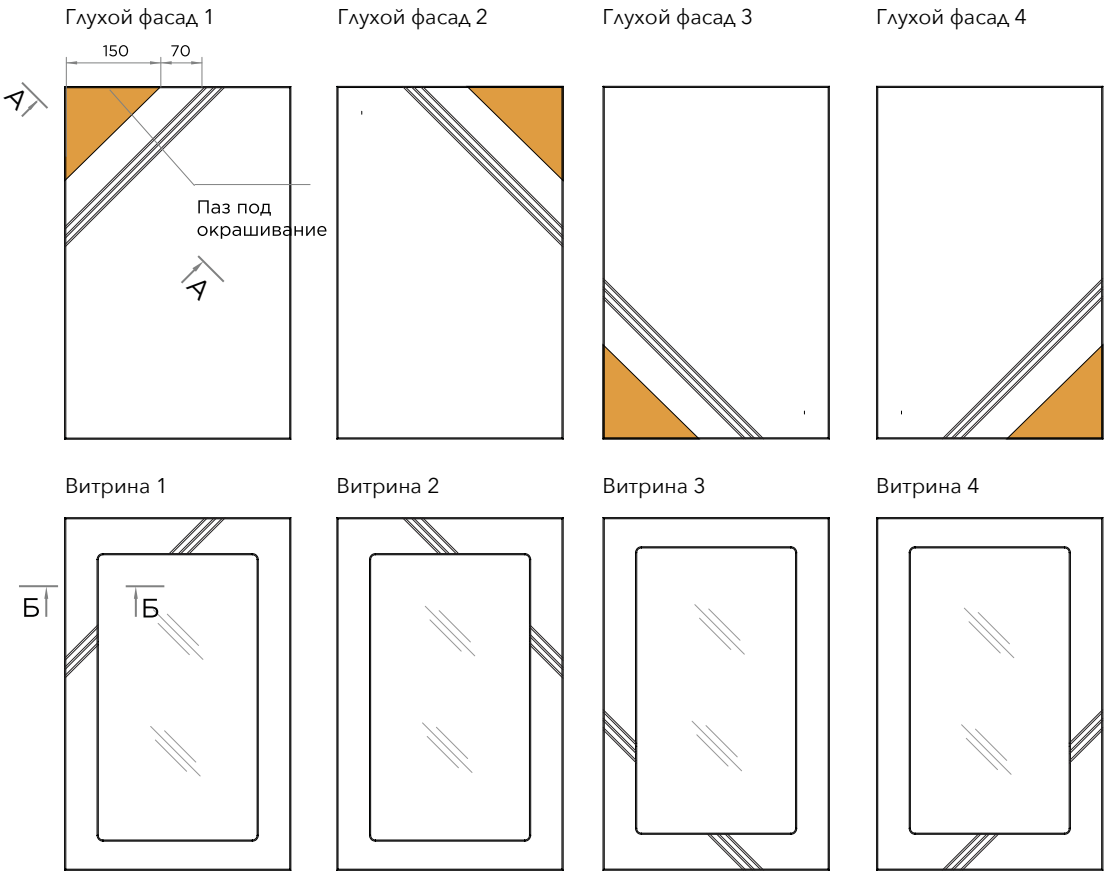 Глухой фасад 1
Глухой фасад 2
Глухой фасад 3
Глухой фасад 4
150
70
А
Паз под
окрашивание
А
Витрина 1
Витрина 2
Витрина 3
Витрина 4
Б
Б